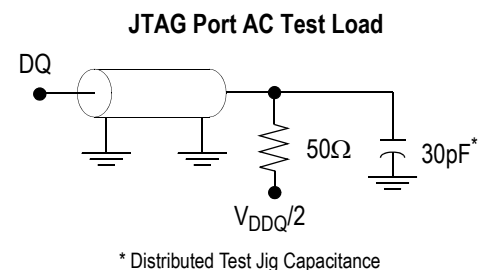 JTAG Port AC Test Load
DQ
50Ω
30pF*
VDDQ/2
* Distributed Test Jig Capacitance